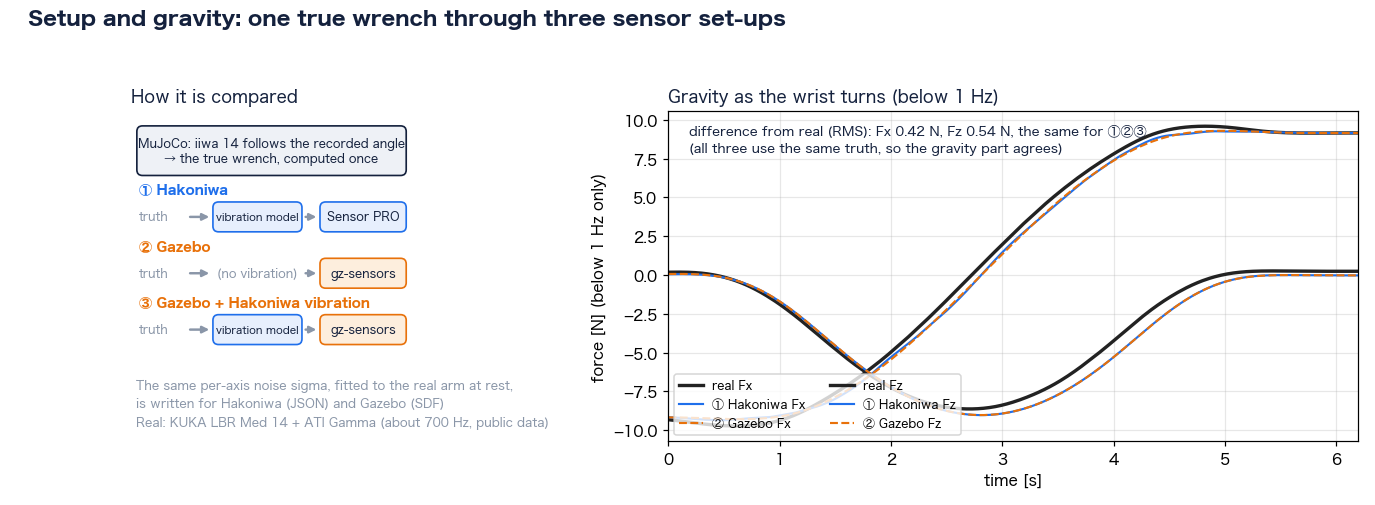 Setup and gravity: one true wrench through three sensor set-ups
How it is compared
MuJoCo: iiwa 14 follows the recorded angle
→ the true wrench, computed once
① Hakoniwa
truth → vibration model → Sensor PRO
② Gazebo
truth → (no vibration) → gz-sensors
③ Gazebo + Hakoniwa vibration
truth → vibration model → gz-sensors
The same per-axis noise sigma, fitted to the real arm at rest,
is written for Hakoniwa (JSON) and Gazebo (SDF)
Real: KUKA LBR Med 14 + ATI Gamma (about 700 Hz, public data)
Gravity as the wrist turns (below 1 Hz)
difference from real (RMS): Fx 0.42 N, Fz 0.54 N, the same for ①②③
(all three use the same truth, so the gravity part agrees)
force [N] (below 1 Hz only)
10.0
7.5
5.0
2.5
0.0
−2.5
−5.0
−7.5
−10.0
real Fx
① Hakoniwa Fx
② Gazebo Fx
real Fz
① Hakoniwa Fz
② Gazebo Fz
0 1 2 3 4 5 6
time [s]